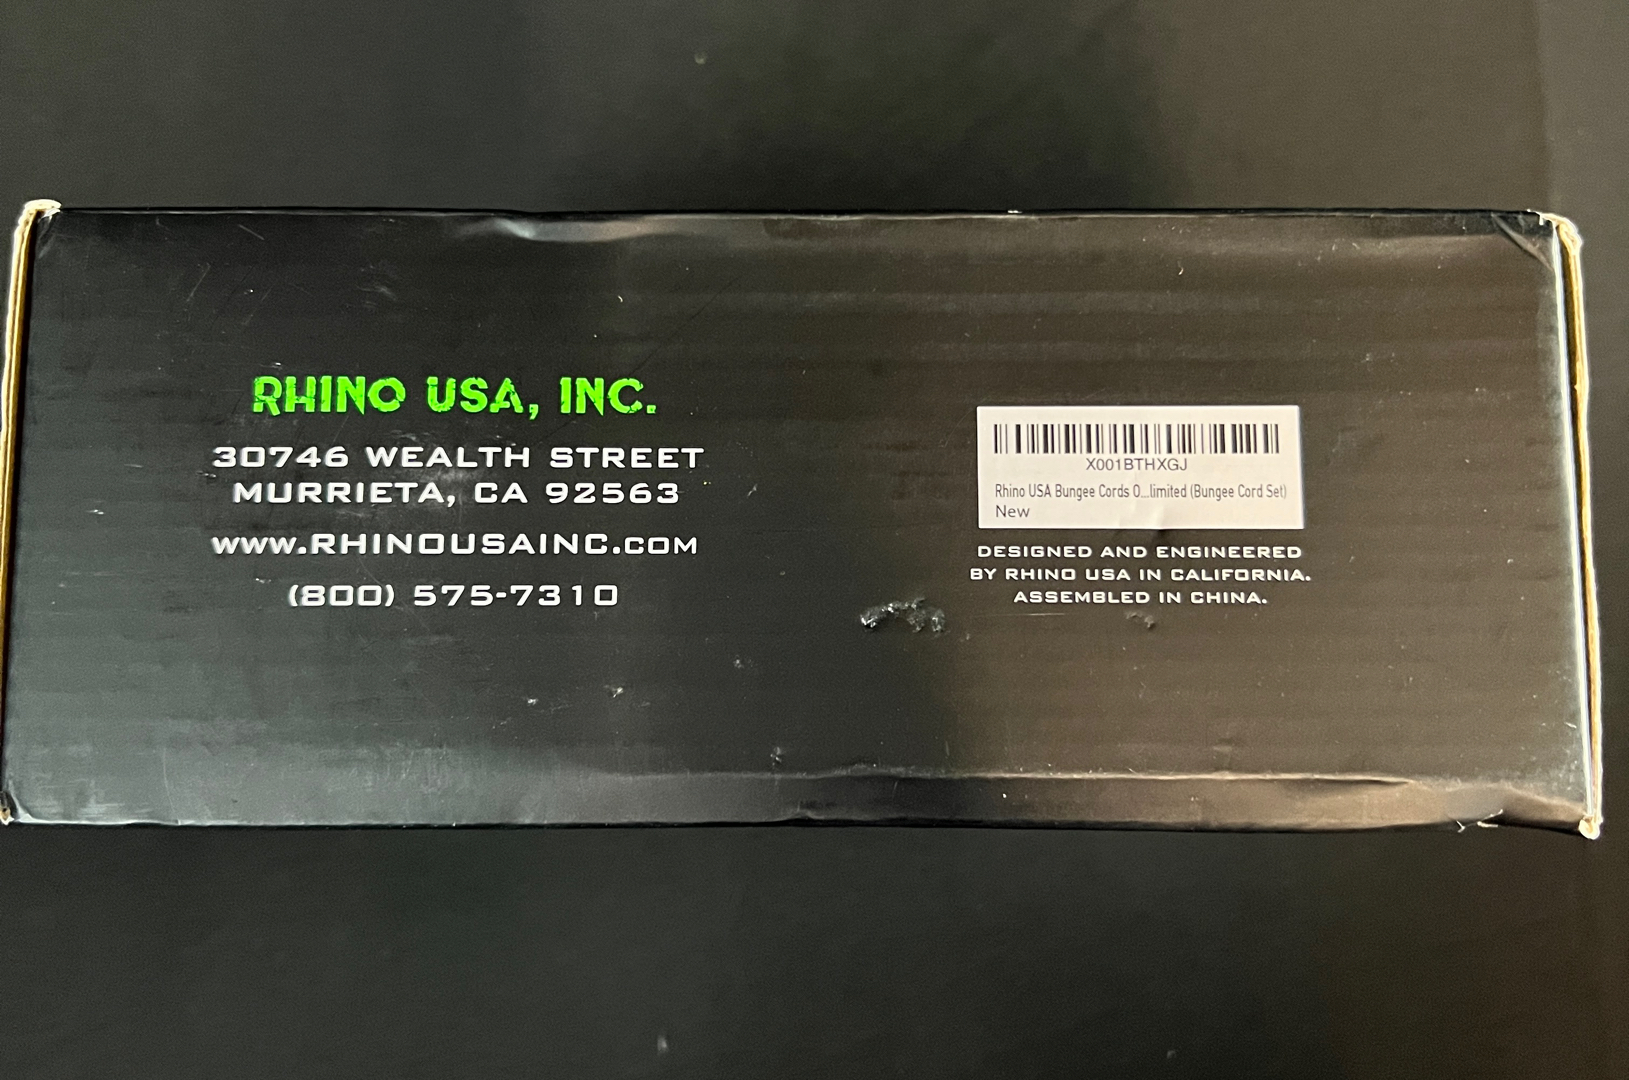 RHINO USA, INC.
30746 WEALTH STREET
MURRIETA, CA 92563
www.RHINOUSAINC.com
(800) 575-7310
X001BTHXGJ
Rhino USA Bungee Cords O...limited (Bungee Cord Set)
New
DESIGNED AND ENGINEERED
BY RHINO USA IN CALIFORNIA.
ASSEMBLED IN CHINA.